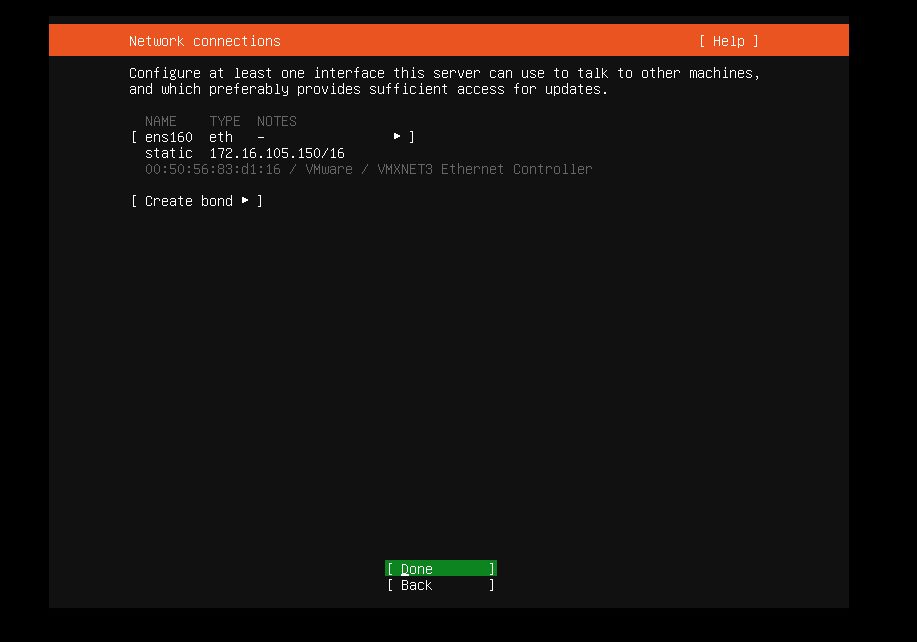 Network connections [ Help ]
Configure at least one interface this server can use to talk to other machines,
and which preferably provides sufficient access for updates.
NAME TYPE NOTES
[ ens160 eth – ▸ ]
static 172.16.105.150/16
00:50:56:83:d1:16 / VMware / VMXNET3 Ethernet Controller
[ Create bond ▸ ]
[ Done ]
[ Back ]